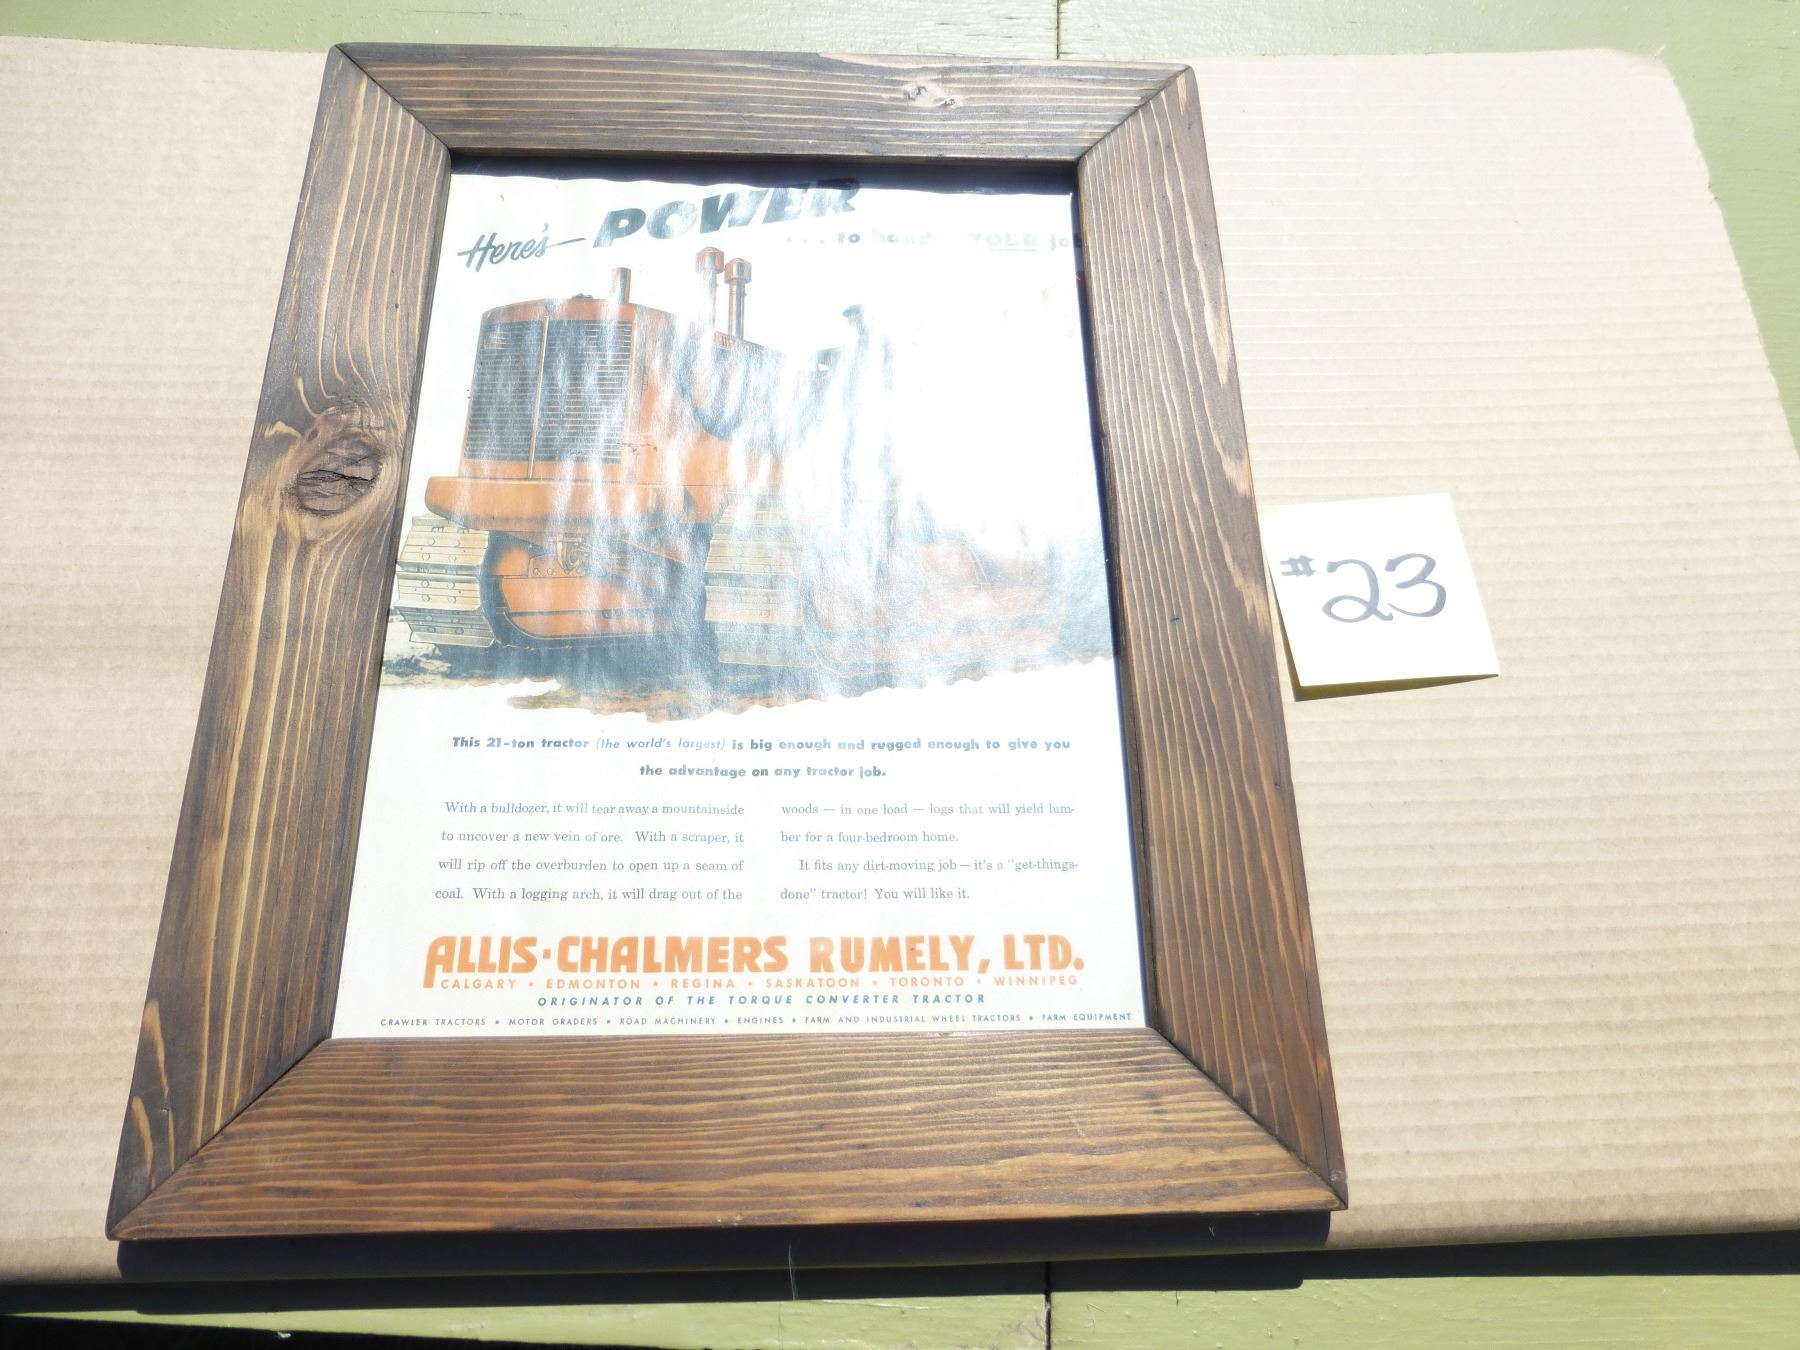 Here's POWER
... to handle YOUR job
#23
This 21-ton tractor (the world's largest) is big enough and rugged enough to give you
the advantage on any tractor job.
With a bulldozer, it will tear away a mountainside
to uncover a new vein of ore. With a scraper, it
will rip off the overburden to open up a seam of
coal. With a logging arch, it will drag out of the
woods — in one load — logs that will yield lum-
ber for a four-bedroom home.
It fits any dirt-moving job — it's a "get-things-
done" tractor! You will like it.
ALLIS·CHALMERS RUMELY, LTD.
CALGARY • EDMONTON • REGINA • SASKATOON • TORONTO • WINNIPEG
ORIGINATOR OF THE TORQUE CONVERTER TRACTOR
CRAWLER TRACTORS • MOTOR GRADERS • ROAD MACHINERY • ENGINES • FARM AND INDUSTRIAL WHEEL TRACTORS • FARM EQUIPMENT